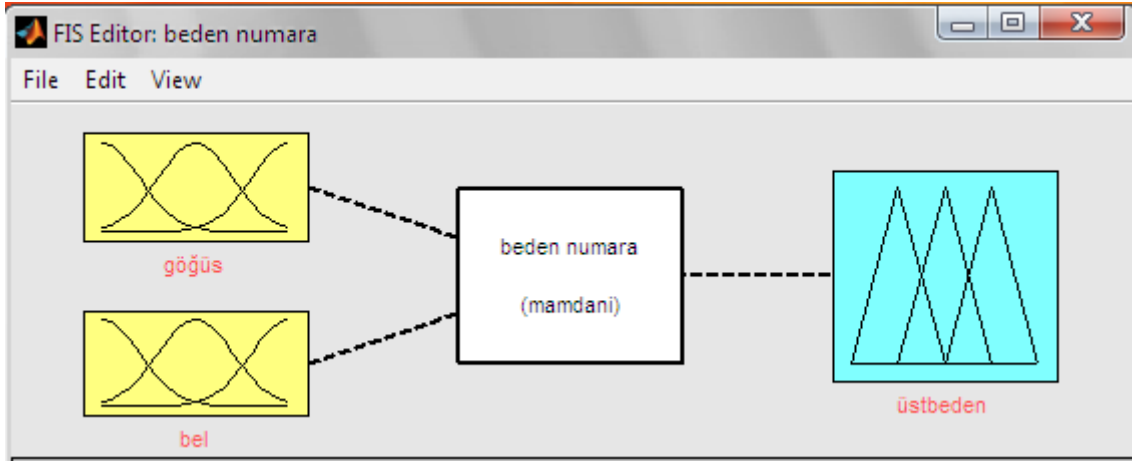 FIS Editor: beden numara
File Edit View
göğüs
beden numara
(mamdani)
üstbeden
bel